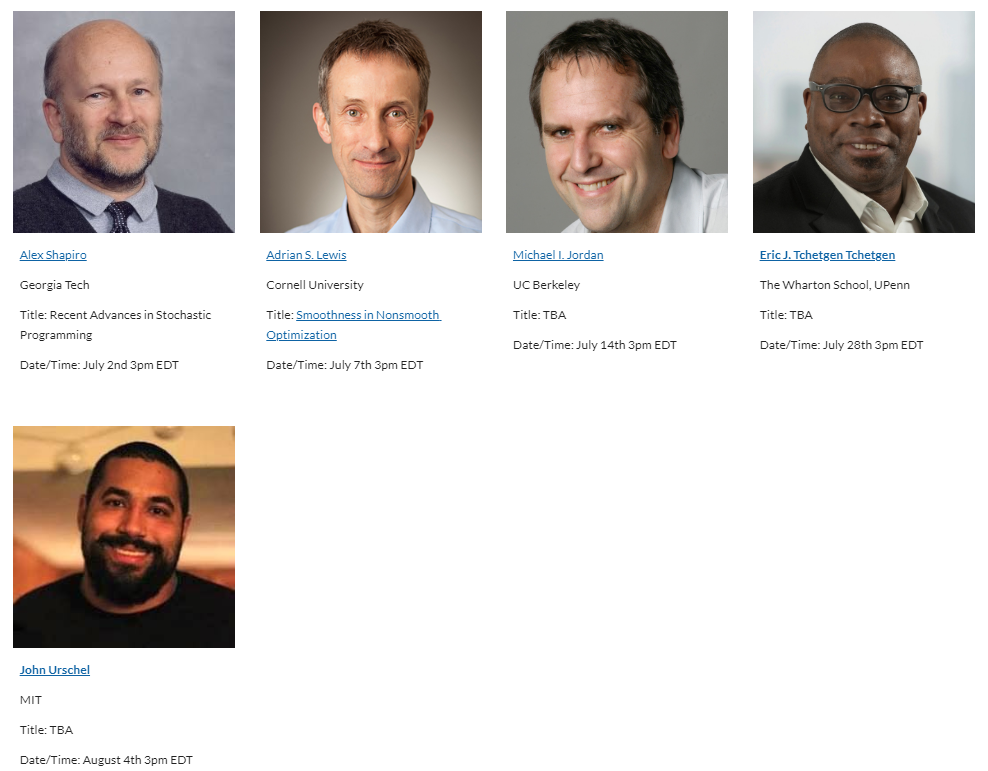 Alex Shapiro
Georgia Tech
Title: Recent Advances in Stochastic
Programming
Date/Time: July 2nd 3pm EDT
Adrian S. Lewis
Cornell University
Title: Smoothness in Nonsmooth
Optimization
Date/Time: July 7th 3pm EDT
Michael I. Jordan
UC Berkeley
Title: TBA
Date/Time: July 14th 3pm EDT
Eric J. Tchetgen Tchetgen
The Wharton School, UPenn
Title: TBA
Date/Time: July 28th 3pm EDT
John Urschel
MIT
Title: TBA
Date/Time: August 4th 3pm EDT